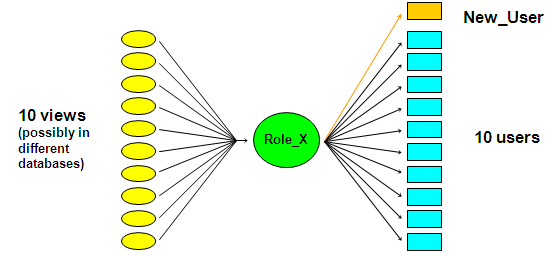 New_User
10 views
(possibly in
different
databases)
Role_X
10 users